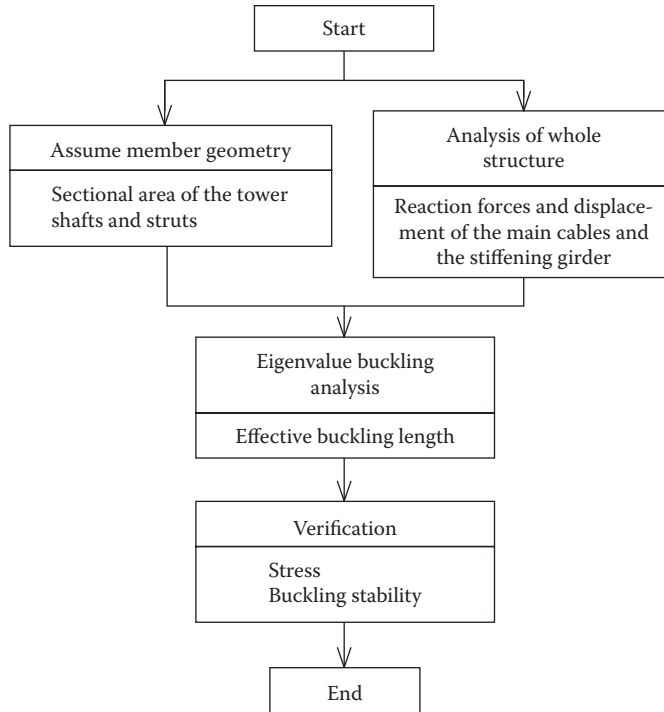 Start
Assume member geometry
Sectional area of the tower
shafts and struts
Analysis of whole
structure
Reaction forces and displace-
ment of the main cables and
the stiffening girder
Eigenvalue buckling
analysis
Effective buckling length
Verification
Stress
Buckling stability
End